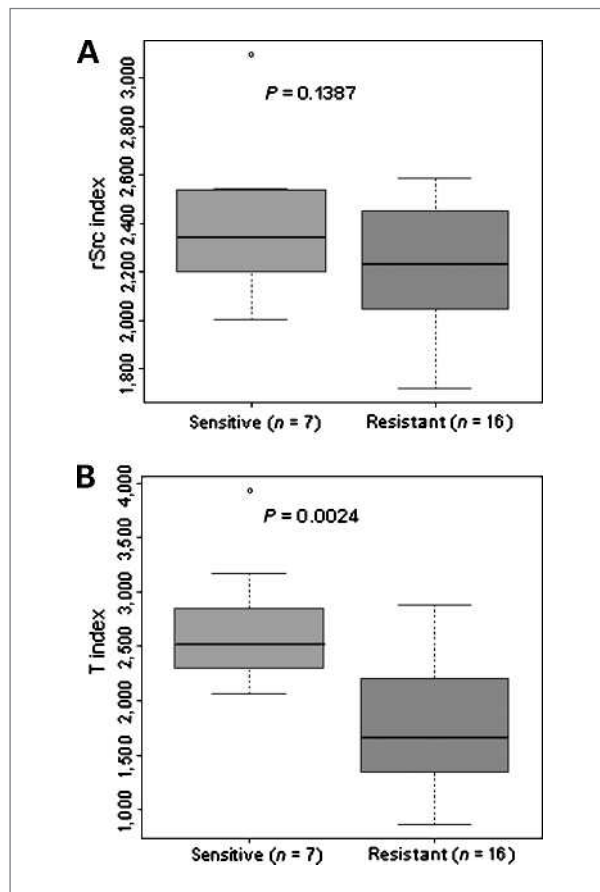 A
P = 0.1387
rSrc index
3,000
2,800
2,600
2,400
2,200
2,000
1,800
Sensitive (n = 7)
Resistant (n = 16)
B
P = 0.0024
T index
4,000
3,500
3,000
2,500
2,000
1,500
1,000
Sensitive (n = 7)
Resistant (n = 16)